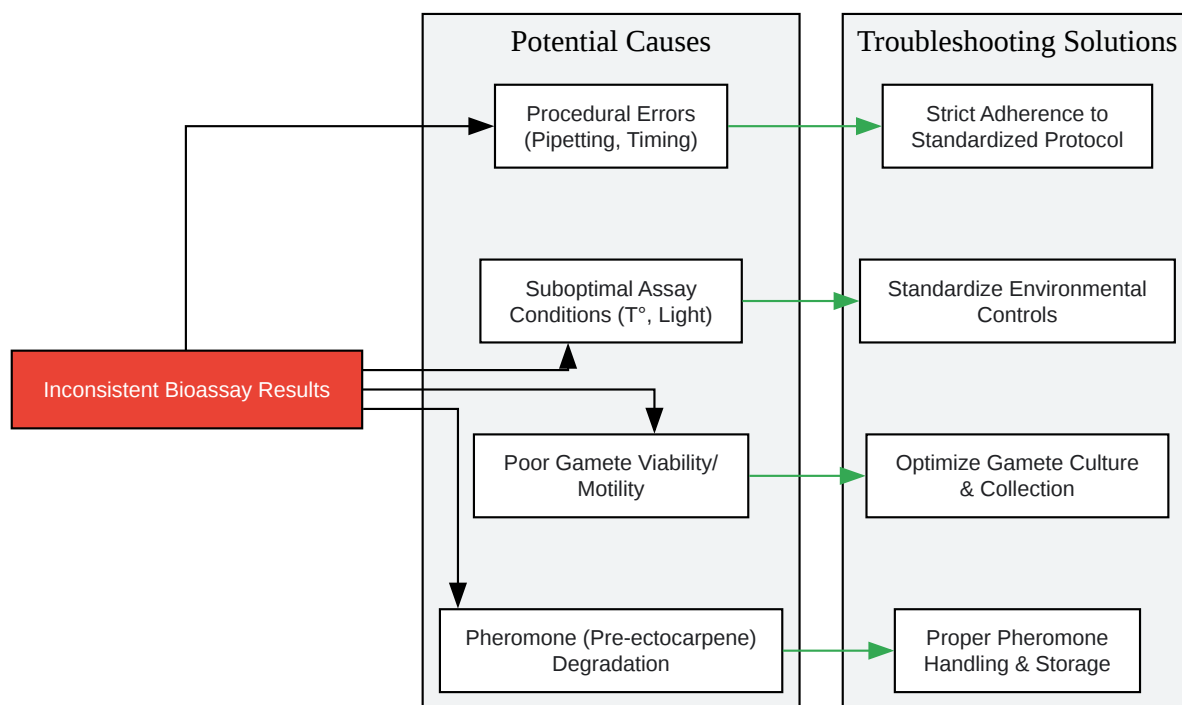 Potential Causes
Troubleshooting Solutions
Procedural Errors
(Pipetting, Timing)
Strict Adherence to
Standardized Protocol
Suboptimal Assay
Conditions (T°, Light)
Standardize Environmental
Controls
Inconsistent Bioassay Results
Poor Gamete Viability/
Motility
Optimize Gamete Culture
& Collection
Pheromone (Pre-ectocarpene)
Degradation
Proper Pheromone
Handling & Storage